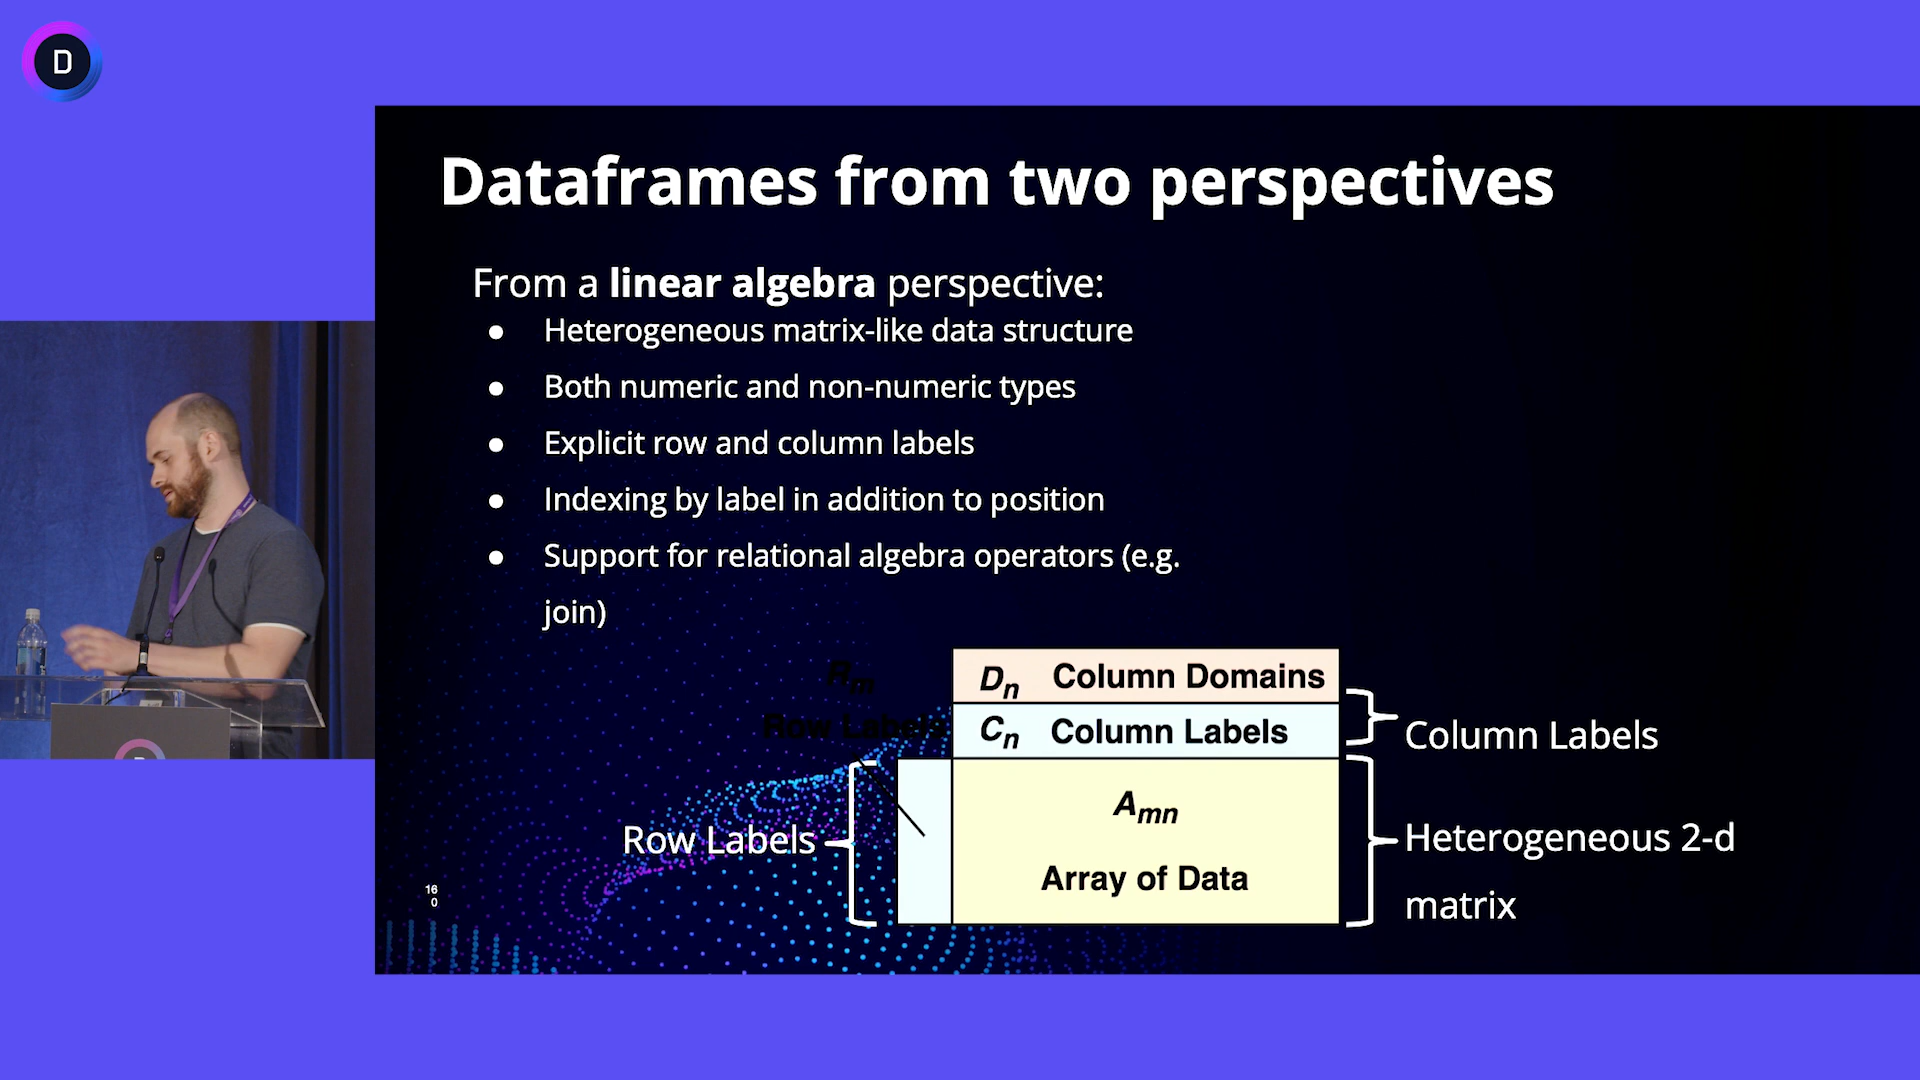 D
Dataframes from two perspectives
From a linear algebra perspective:
● Heterogeneous matrix-like data structure
● Both numeric and non-numeric types
● Explicit row and column labels
● Indexing by label in addition to position
● Support for relational algebra operators (e.g.
join)
Rm
Row Labels
Dn Column Domains
Cn Column Labels
Column Labels
Amn
Array of Data
Row Labels
Heterogeneous 2-d
matrix
16
0